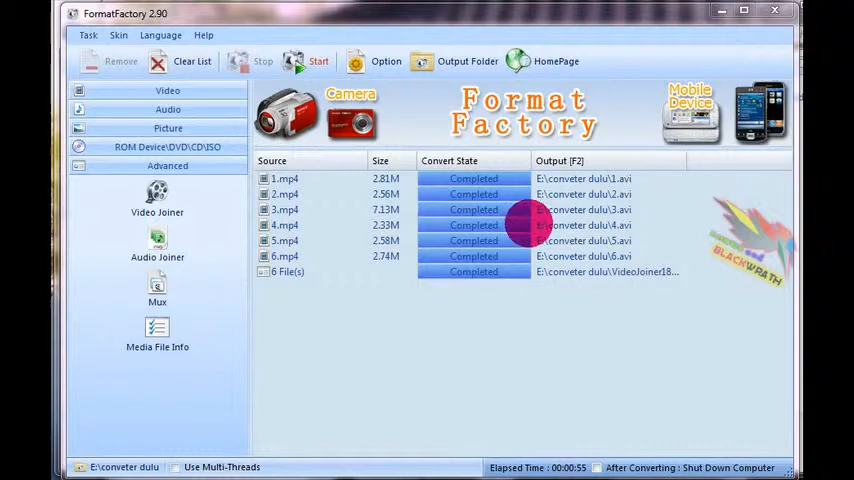 FormatFactory 2.90
Task Skin Language Help
Remove Clear List Stop Start Option Output Folder HomePage
Video
Audio
Picture
ROM Device\DVD\CD\ISO
Advanced
Video Joiner
Audio Joiner
Mux
Media File Info
Camera
Format
Factory
Mobile
Device
Source Size Convert State Output [F2]
1.mp4 2.81M Completed E:\conveter dulu\1.avi
2.mp4 2.56M Completed E:\conveter dulu\2.avi
3.mp4 7.13M Completed E:\conveter dulu\3.avi
4.mp4 2.33M Completed E:\conveter dulu\4.avi
5.mp4 2.58M Completed E:\conveter dulu\5.avi
6.mp4 2.74M Completed E:\conveter dulu\6.avi
6 File(s) Completed E:\conveter dulu\VideoJoiner18...
and
BLACKWRATH
E:\conveter dulu Use Multi-Threads Elapsed Time : 00:00:55 After Converting : Shut Down Computer